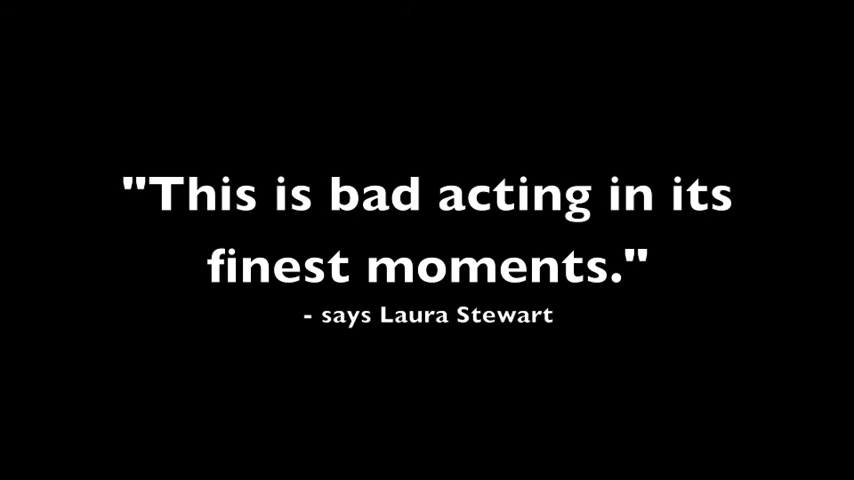 "This is bad acting in its
finest moments."
- says Laura Stewart